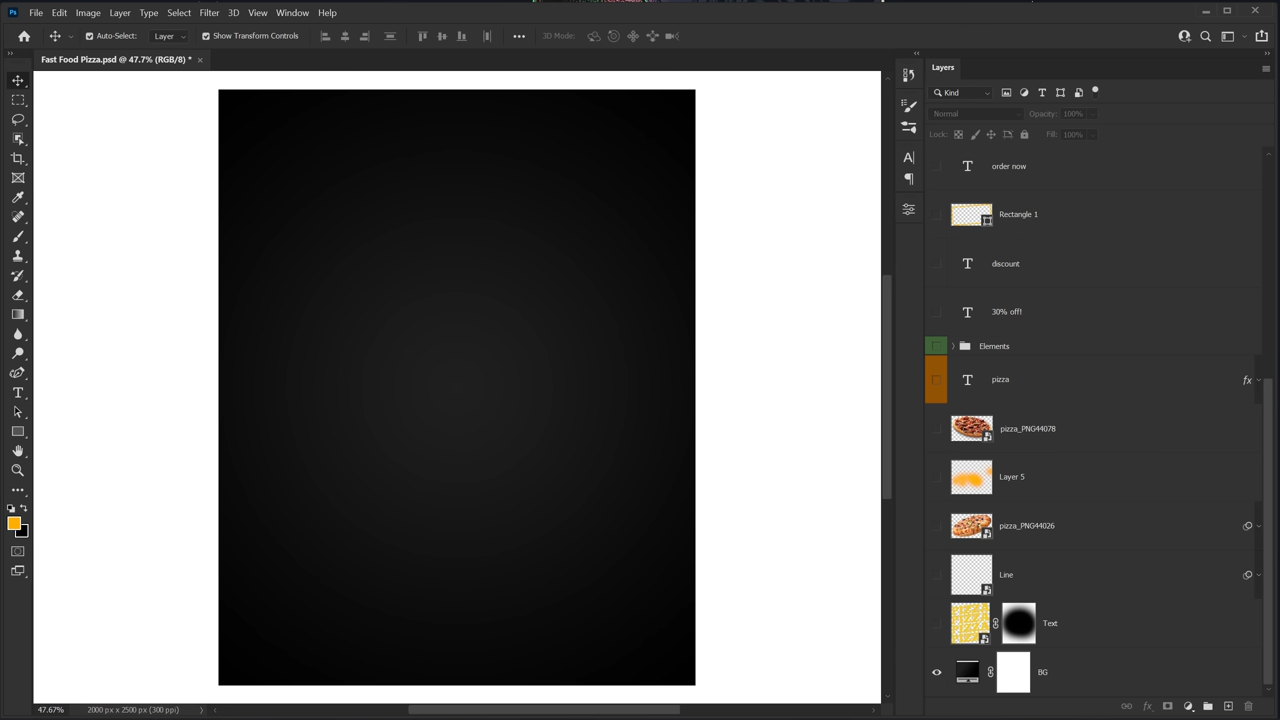 Ps File Edit Image Layer Type Select Filter 3D View Window Help
Auto-Select: Layer Show Transform Controls 3D Mode:
Fast Food Pizza.psd @ 47.7% (RGB/8) *
Layers
Kind
Normal Opacity: 100%
Lock: Fill: 100%
order now
Rectangle 1
discount
30% off!
Elements
pizza fx
pizza_PNG44078
Layer 5
pizza_PNG44026
Line
Text
BG
47.67% 2000 px x 2500 px (300 ppi)
fx